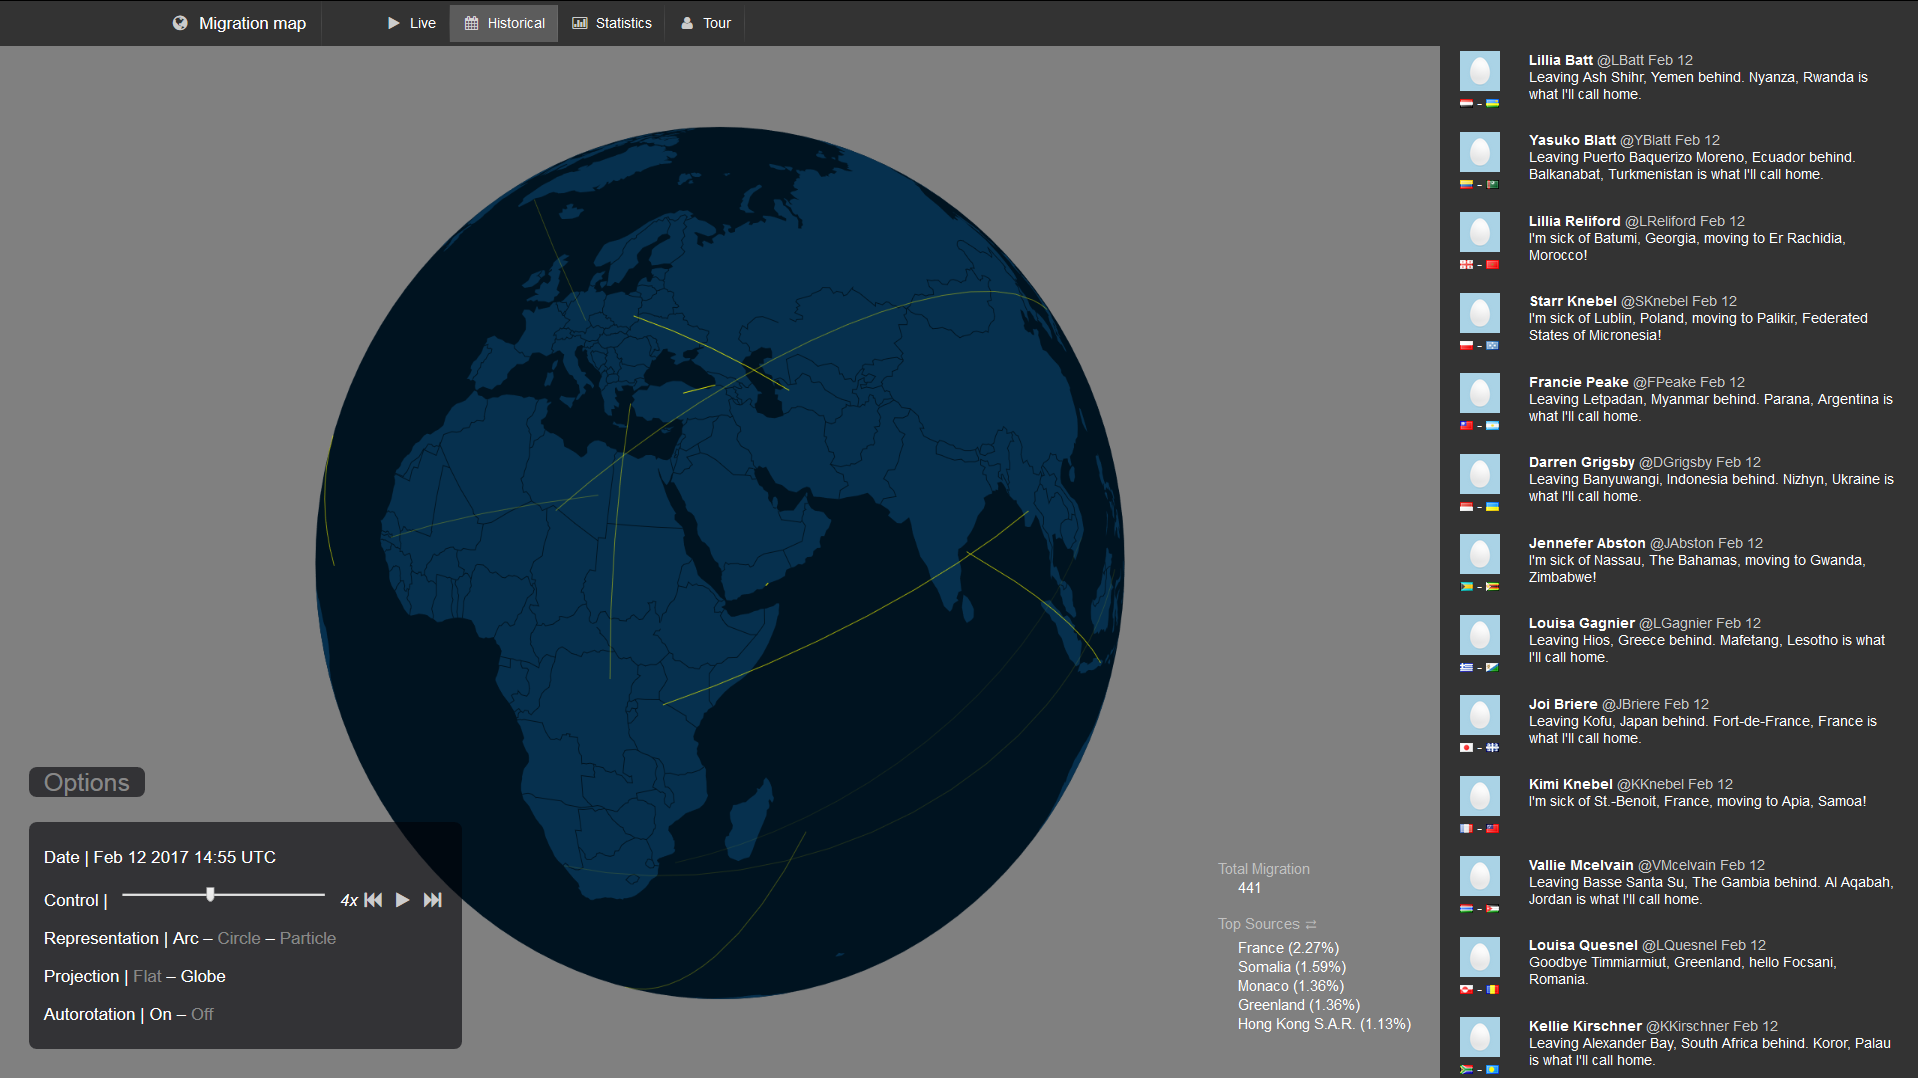 Migration map
Live
Historical
Statistics
Tour
Options
Date | Feb 12 2017 14:55 UTC
Control |
4x
Representation | Arc – Circle – Particle
Projection | Flat – Globe
Autorotation | On – Off
Total Migration
441
Top Sources
France (2.27%)
Somalia (1.59%)
Monaco (1.36%)
Greenland (1.36%)
Hong Kong S.A.R. (1.13%)
Lillia Batt @LBatt Feb 12
Leaving Ash Shihr, Yemen behind. Nyanza, Rwanda is
what I'll call home.
Yasuko Blatt @YBlatt Feb 12
Leaving Puerto Baquerizo Moreno, Ecuador behind.
Balkanabat, Turkmenistan is what I'll call home.
Lillia Reliford @LReliford Feb 12
I'm sick of Batumi, Georgia, moving to Er Rachidia,
Morocco!
Starr Knebel @SKnebel Feb 12
I'm sick of Lublin, Poland, moving to Palikir, Federated
States of Micronesia!
Francie Peake @FPeake Feb 12
Leaving Letpadan, Myanmar behind. Parana, Argentina is
what I'll call home.
Darren Grigsby @DGrigsby Feb 12
Leaving Banyuwangi, Indonesia behind. Nizhyn, Ukraine is
what I'll call home.
Jennefer Abston @JAbston Feb 12
I'm sick of Nassau, The Bahamas, moving to Gwanda,
Zimbabwe!
Louisa Gagnier @LGagnier Feb 12
Leaving Hios, Greece behind. Mafetang, Lesotho is what
I'll call home.
Joi Briere @JBriere Feb 12
Leaving Kofu, Japan behind. Fort-de-France, France is
what I'll call home.
Kimi Knebel @KKnebel Feb 12
I'm sick of St.-Benoit, France, moving to Apia, Samoa!
Vallie Mcelvain @VMcelvain Feb 12
Leaving Basse Santa Su, The Gambia behind. Al Aqabah,
Jordan is what I'll call home.
Louisa Quesnel @LQuesnel Feb 12
Goodbye Timmiarmiut, Greenland, hello Focsani,
Romania.
Kellie Kirschner @KKirschner Feb 12
Leaving Alexander Bay, South Africa behind. Koror, Palau
is what I'll call home.